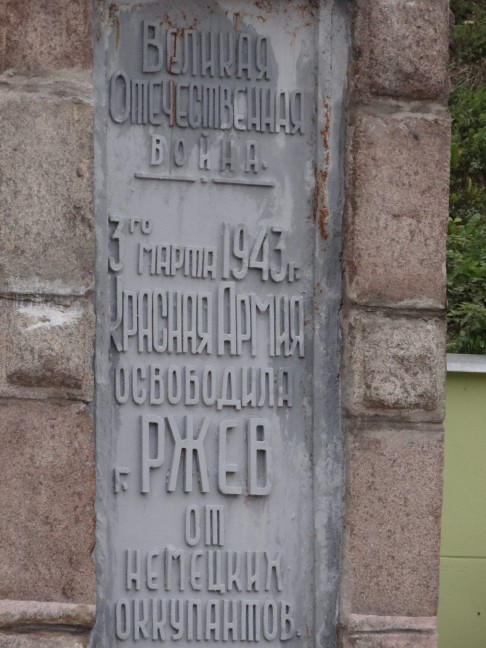 Великая
Отечественная
война.
3го марта 1943г.
Красная Армия
освободила
г. Ржев
от
немецких
оккупантов.